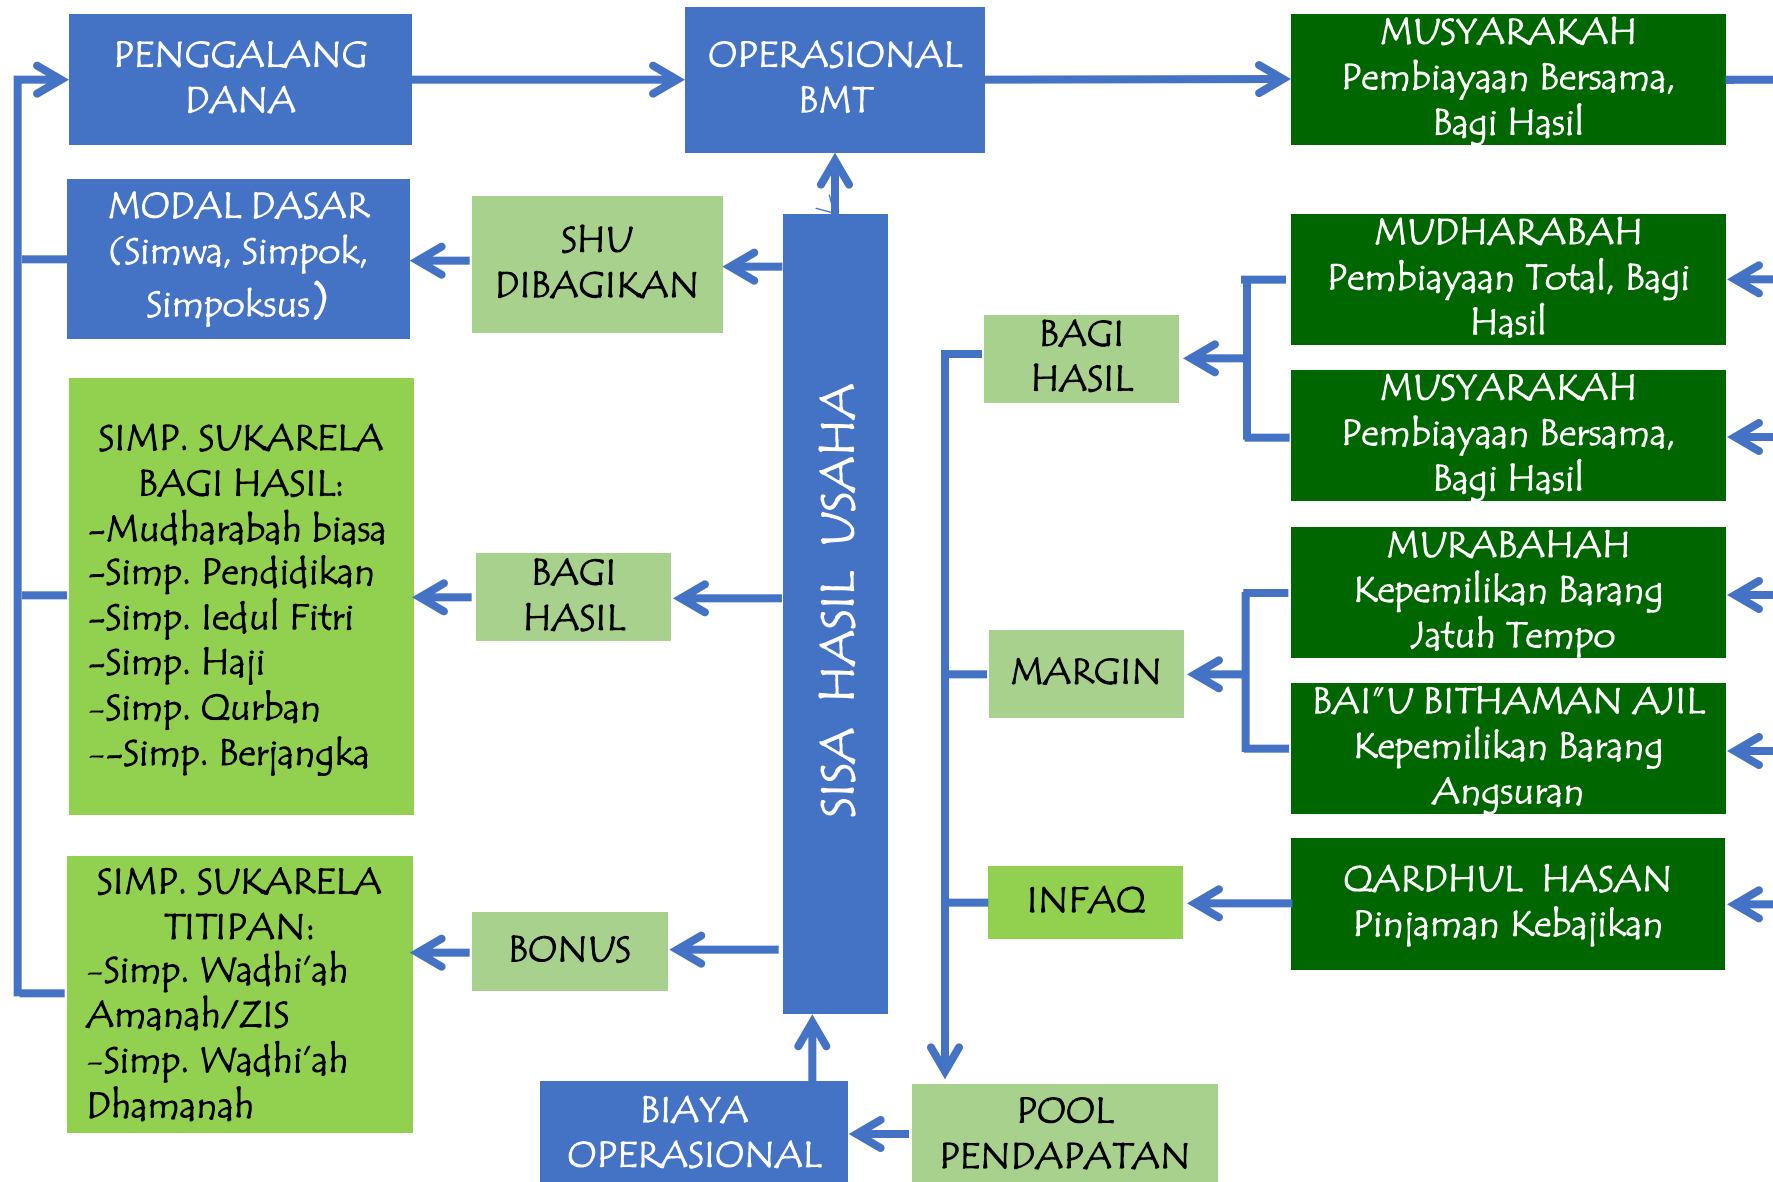 PENGGALANG
DANA
OPERASIONAL
BMT
MUSYARAKAH
Pembiayaan Bersama,
Bagi Hasil
MODAL DASAR
(Simwa, Simpok,
Simpoksus)
SHU
DIBAGIKAN
MUDHARABAH
Pembiayaan Total, Bagi
Hasil
BAGI
HASIL
MUSYARAKAH
Pembiayaan Bersama,
Bagi Hasil
SIMP. SUKARELA
BAGI HASIL:
-Mudharabah biasa
-Simp. Pendidikan
-Simp. Iedul Fitri
-Simp. Haji
-Simp. Qurban
--Simp. Berjangka
BAGI
HASIL
SISA HASIL USAHA
MURABAHAH
Kepemilikan Barang
Jatuh Tempo
MARGIN
BAI”U BITHAMAN AJIL
Kepemilikan Barang
Angsuran
SIMP. SUKARELA
TITIPAN:
-Simp. Wadhi’ah
Amanah/ZIS
-Simp. Wadhi’ah
Dhamanah
BONUS
INFAQ
QARDHUL HASAN
Pinjaman Kebajikan
BIAYA
OPERASIONAL
POOL
PENDAPATAN